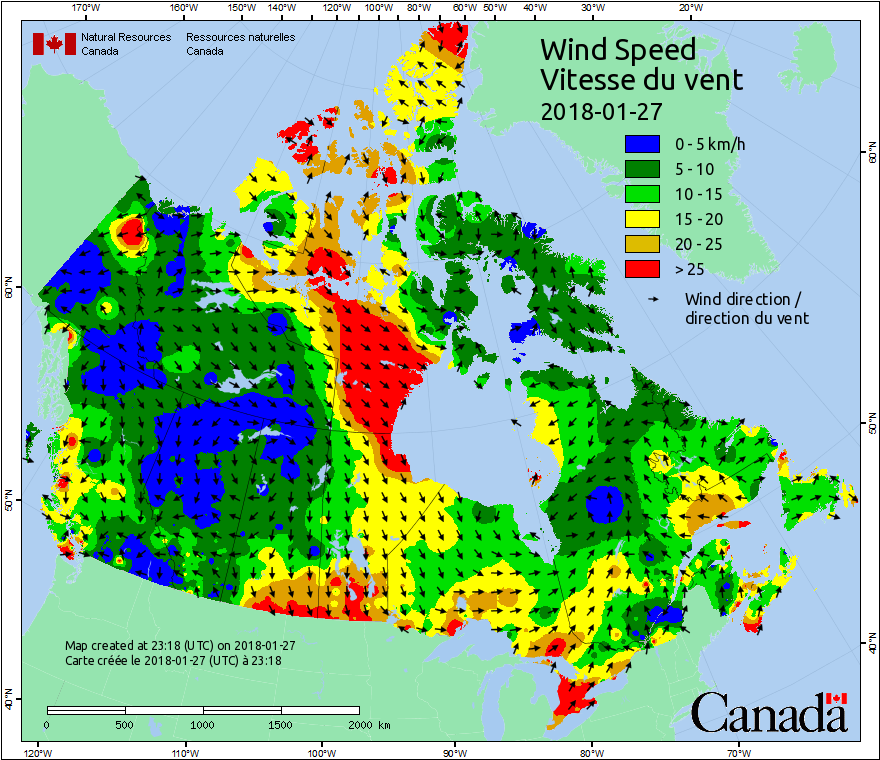 170°W 160°W 150°W 140°W 130°W 120°W 110°W 100°W 90°W 80°W 70°W 60°W 50°W 40°W 30°W 20°W
Natural Resources Ressources naturelles
Canada Canada
Wind Speed
Vitesse du vent
2018-01-27
0 - 5 km/h
5 - 10
10 - 15
15 - 20
20 - 25
> 25
Wind direction /
direction du vent
60°N 60°N
50°N 50°N
40°N 40°N
Map created at 23:18 (UTC) on 2018-01-27
Carte créée le 2018-01-27 (UTC) à 23:18
0 500 1000 1500 2000 km
Canada
120°W 110°W 100°W 90°W 80°W 70°W